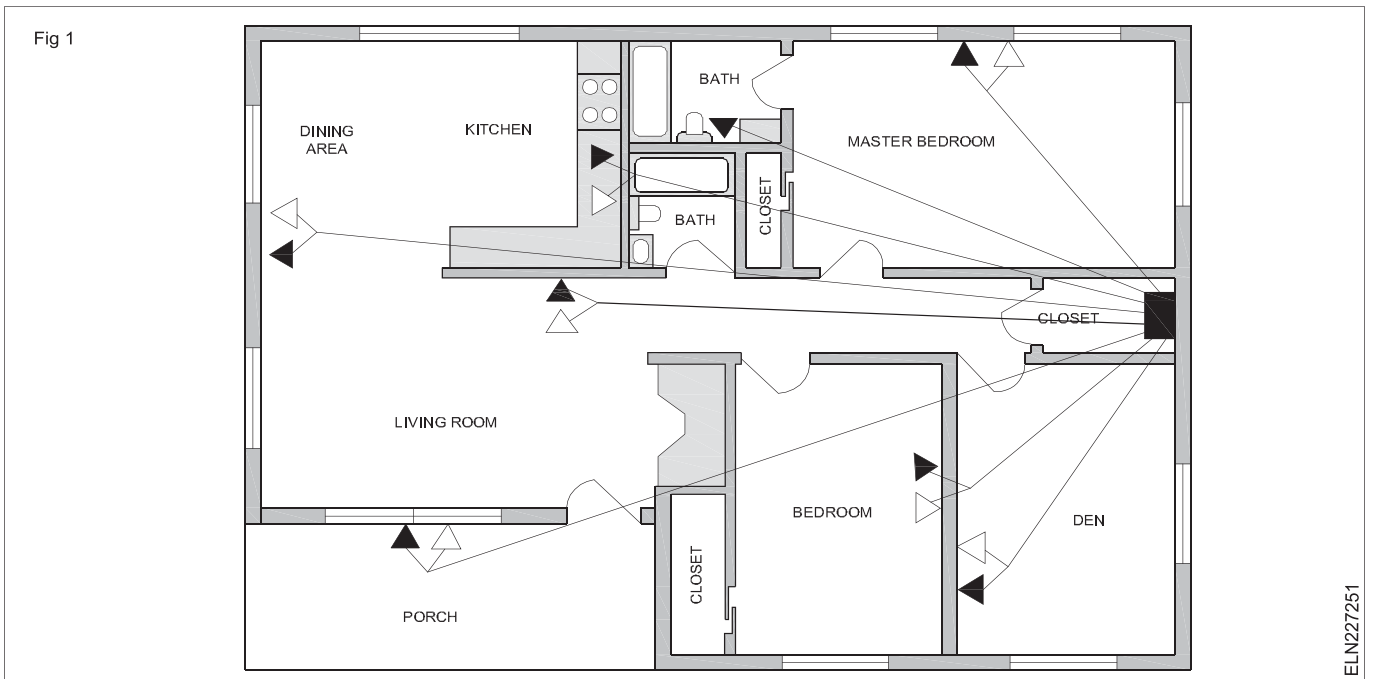 Fig 1
BATH
DINING
AREA
KITCHEN
MASTER BEDROOM
CLOSET
BATH
CLOSET
LIVING ROOM
BEDROOM
DEN
CLOSET
PORCH
ELN227251